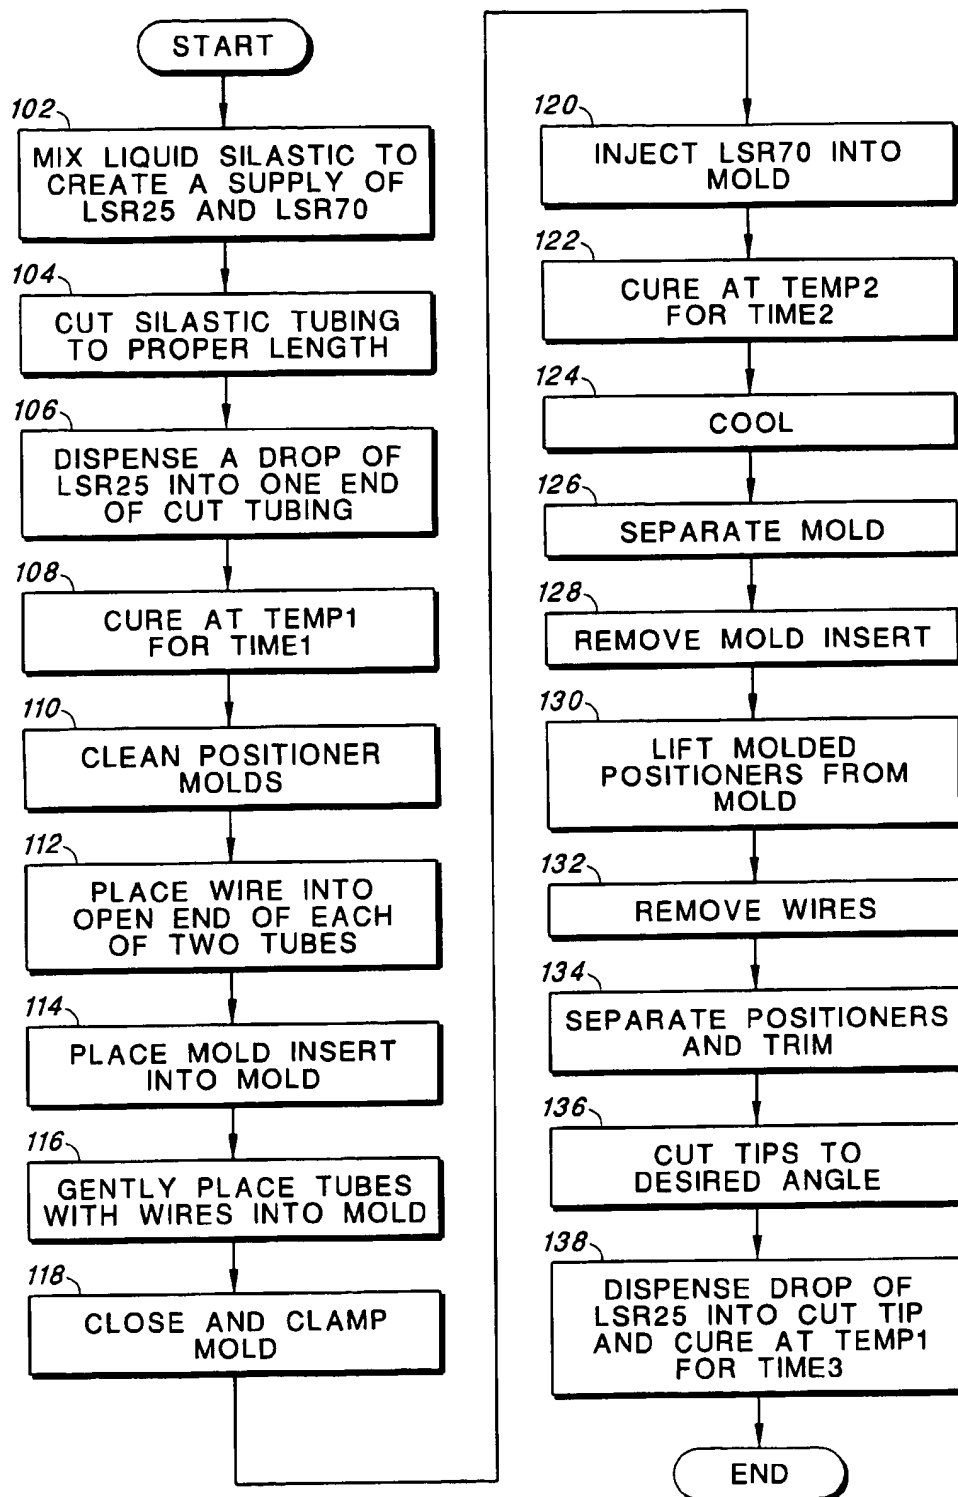 START
102
MIX LIQUID SILASTIC TO
CREATE A SUPPLY OF
LSR25 AND LSR70
104
CUT SILASTIC TUBING
TO PROPER LENGTH
106
DISPENSE A DROP OF
LSR25 INTO ONE END
OF CUT TUBING
108
CURE AT TEMP1
FOR TIME1
110
CLEAN POSITIONER
MOLDS
112
PLACE WIRE INTO
OPEN END OF EACH
OF TWO TUBES
114
PLACE MOLD INSERT
INTO MOLD
116
GENTLY PLACE TUBES
WITH WIRES INTO MOLD
118
CLOSE AND CLAMP
MOLD
120
INJECT LSR70 INTO
MOLD
122
CURE AT TEMP2
FOR TIME2
124
COOL
126
SEPARATE MOLD
128
REMOVE MOLD INSERT
130
LIFT MOLDED
POSITIONERS FROM
MOLD
132
REMOVE WIRES
134
SEPARATE POSITIONERS
AND TRIM
136
CUT TIPS TO
DESIRED ANGLE
138
DISPENSE DROP OF
LSR25 INTO CUT TIP
AND CURE AT TEMP1
FOR TIME3
END